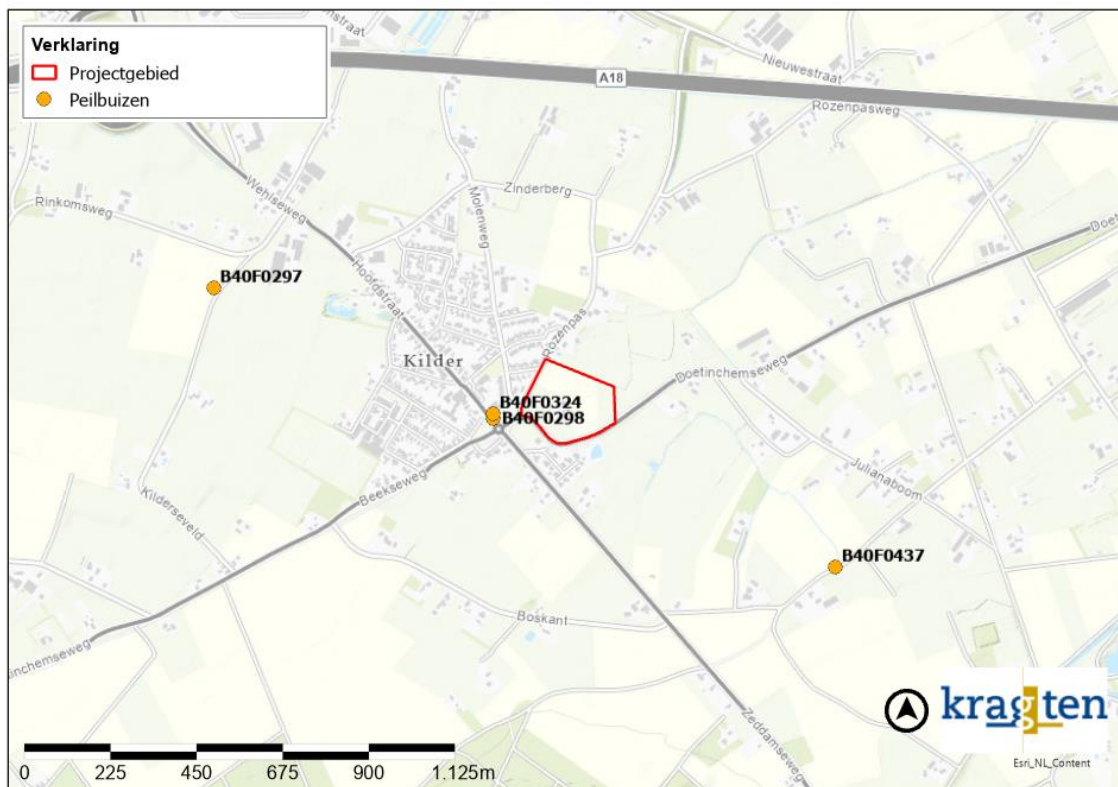 Verklaring
Projectgebied
Peilbuizen
A18
Nieuwestraat
Rozenpasweg
Zinderberg
Molenweg
Wehlseweg
Rinkomsweg
B40F0297
Hoofdstraat
Rozenpas
Kilder
Doetinchemseweg
B40F0324
B40F0298
Beekseweg
Kilderseveld
Julianaboom
B40F0437
Boskant
Zeddamseweg
inchemseweg
kragten
0 225 450 675 900 1.125m
Esri_NL_Content